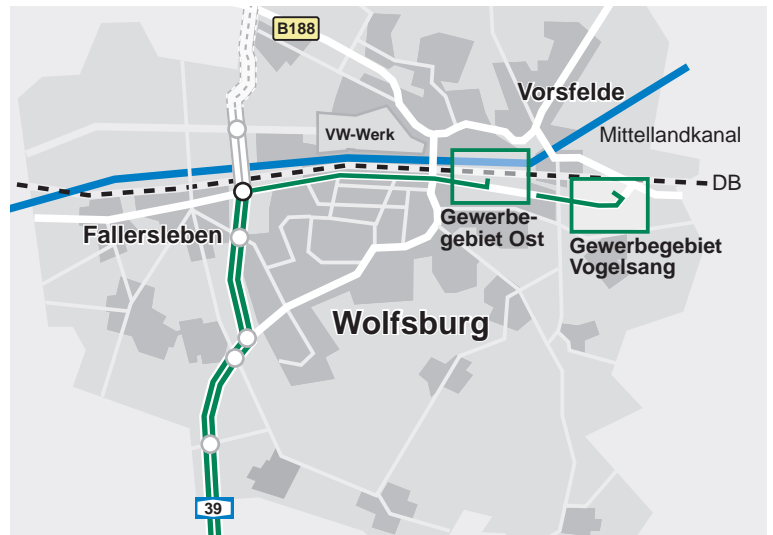 B188
Vorsfelde
VW-Werk
Mittellandkanal
DB
Fallersleben
Gewerbe-
gebiet Ost
Gewerbegebiet
Vogelsang
Wolfsburg
39